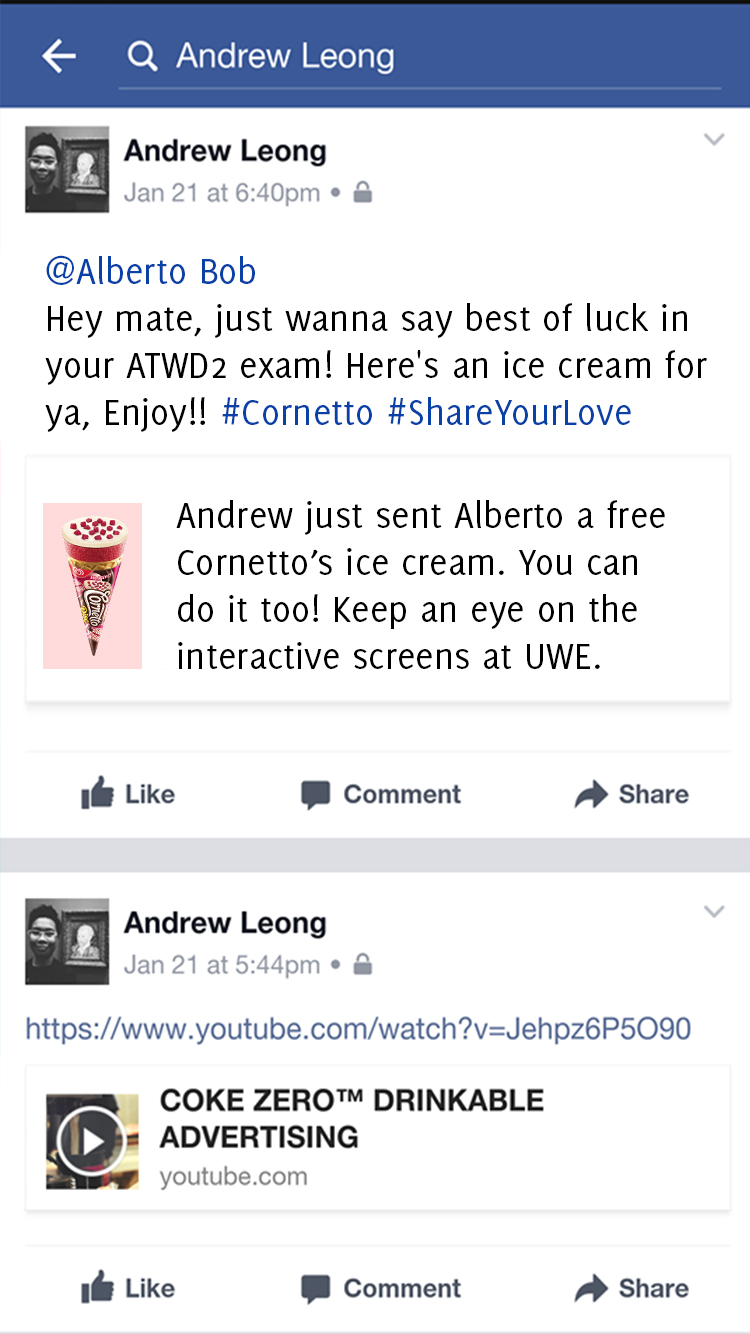 Andrew Leong
Andrew Leong
Jan 21 at 6:40pm •
@Alberto Bob
Hey mate, just wanna say best of luck in
your ATWD2 exam! Here's an ice cream for
ya, Enjoy!! #Cornetto #ShareYourLove
Andrew just sent Alberto a free
Cornetto’s ice cream. You can
do it too! Keep an eye on the
interactive screens at UWE.
Cornetto
Like Comment Share
Andrew Leong
Jan 21 at 5:44pm •
https://www.youtube.com/watch?v=Jehpz6P5O90
COKE ZERO™ DRINKABLE
ADVERTISING
youtube.com
Like Comment Share